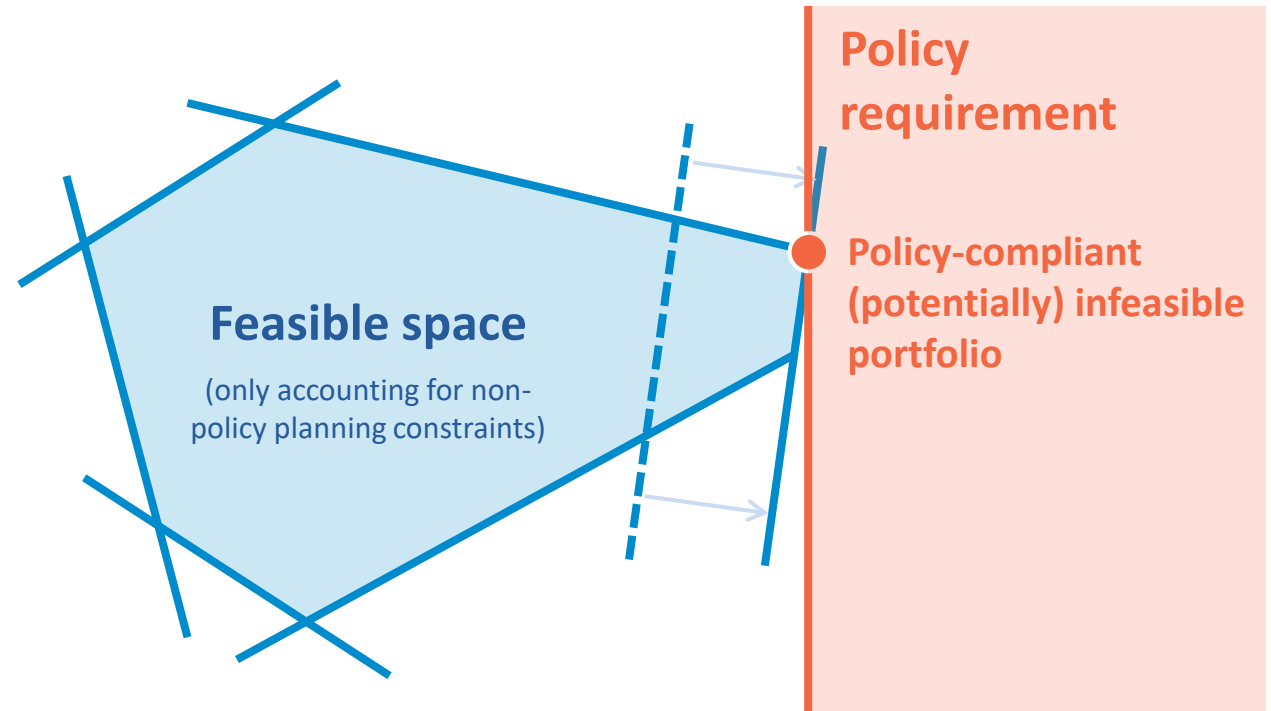 Policy
requirement
Policy-compliant
(potentially) infeasible
portfolio
Feasible space
(only accounting for non-
policy planning constraints)